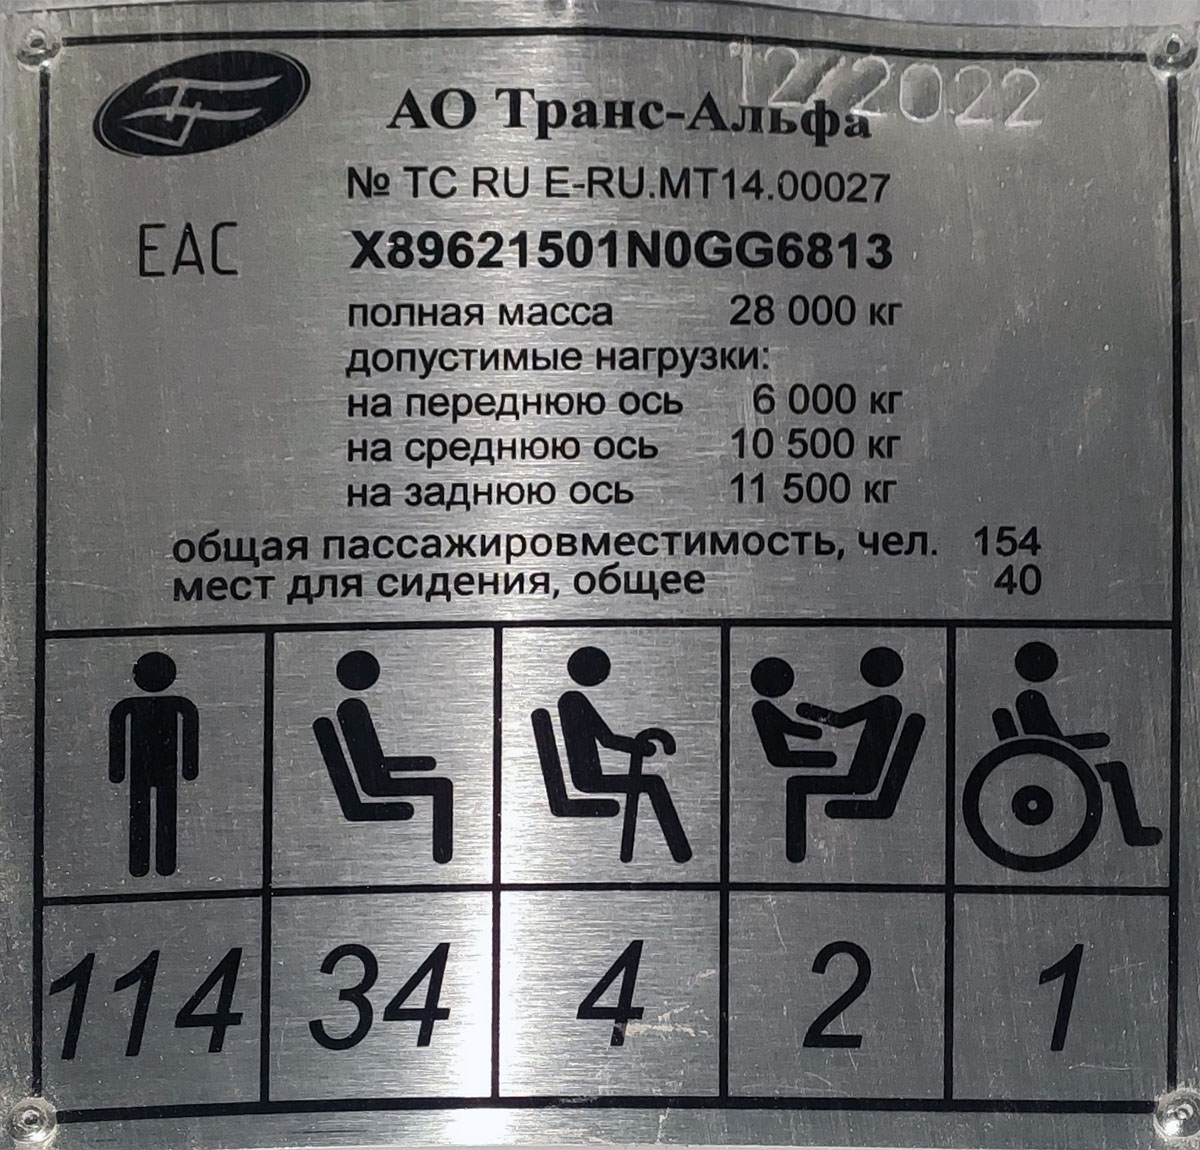 12/2022
АО Транс-Альфа
№ ТС RU Е-RU.МТ14.00027
EAC
X89621501N0GG6813
полная масса 28 000 кг
допустимые нагрузки:
на переднюю ось 6 000 кг
на среднюю ось 10 500 кг
на заднюю ось 11 500 кг
общая пассажировместимость, чел. 154
мест для сидения, общее 40
114 34 4 2 1